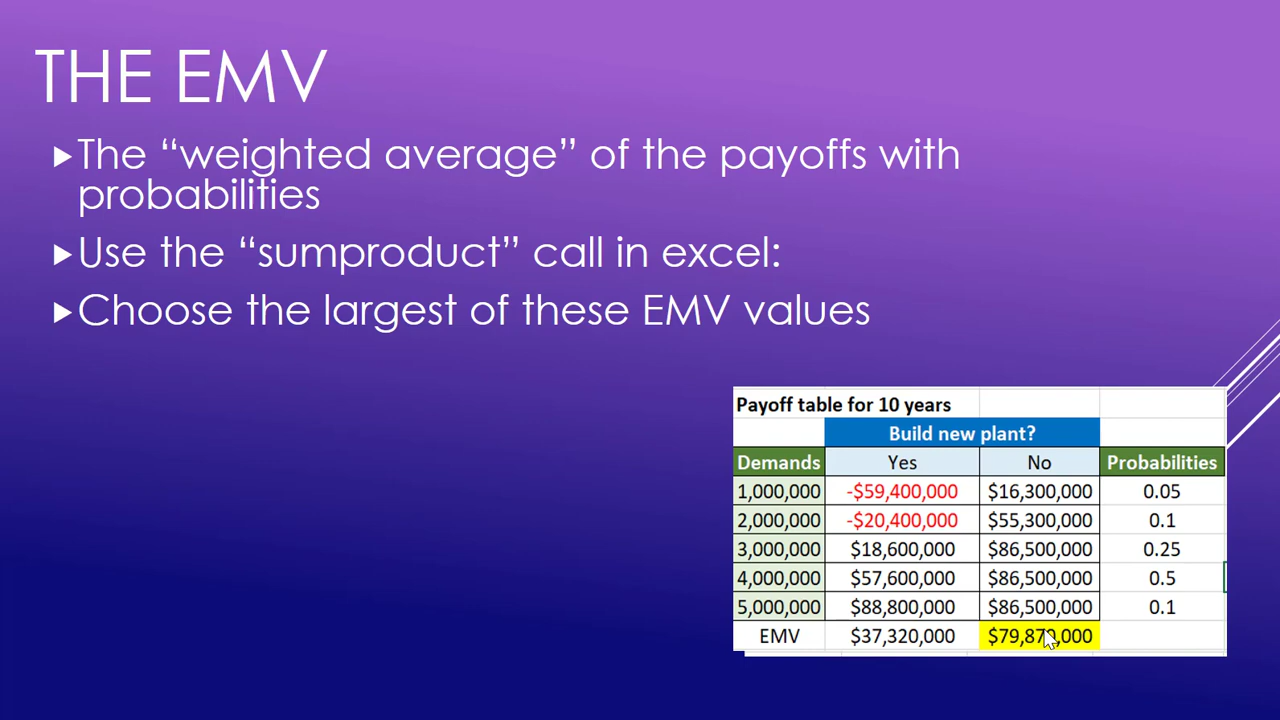 THE EMV
The “weighted average” of the payoffs with
probabilities
Use the “sumproduct” call in excel:
Choose the largest of these EMV values
Payoff table for 10 years
Build new plant?
Demands Yes No Probabilities
1,000,000 -$59,400,000 $16,300,000 0.05
2,000,000 -$20,400,000 $55,300,000 0.1
3,000,000 $18,600,000 $86,500,000 0.25
4,000,000 $57,600,000 $86,500,000 0.5
5,000,000 $88,800,000 $86,500,000 0.1
EMV $37,320,000 $79,870,000